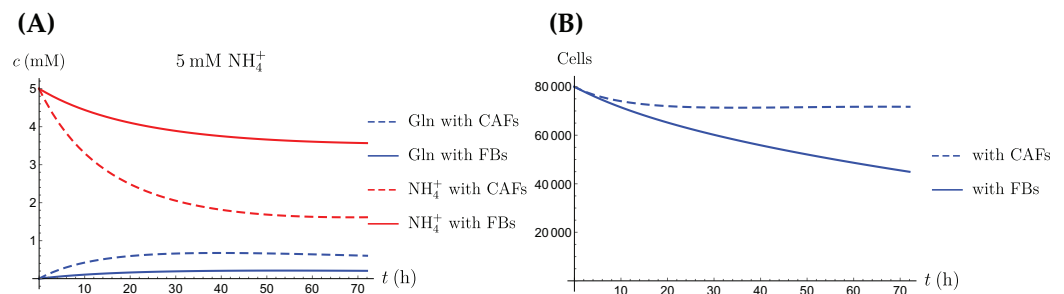 (A)
c (mM)
5 mM NH₄⁺
5
4
3
2
1
10 20 30 40 50 60 70
t (h)
Gln with CAFs
Gln with FBs
NH₄⁺ with CAFs
NH₄⁺ with FBs
(B)
Cells
80 000
60 000
40 000
20 000
10 20 30 40 50 60 70
t (h)
with CAFs
with FBs